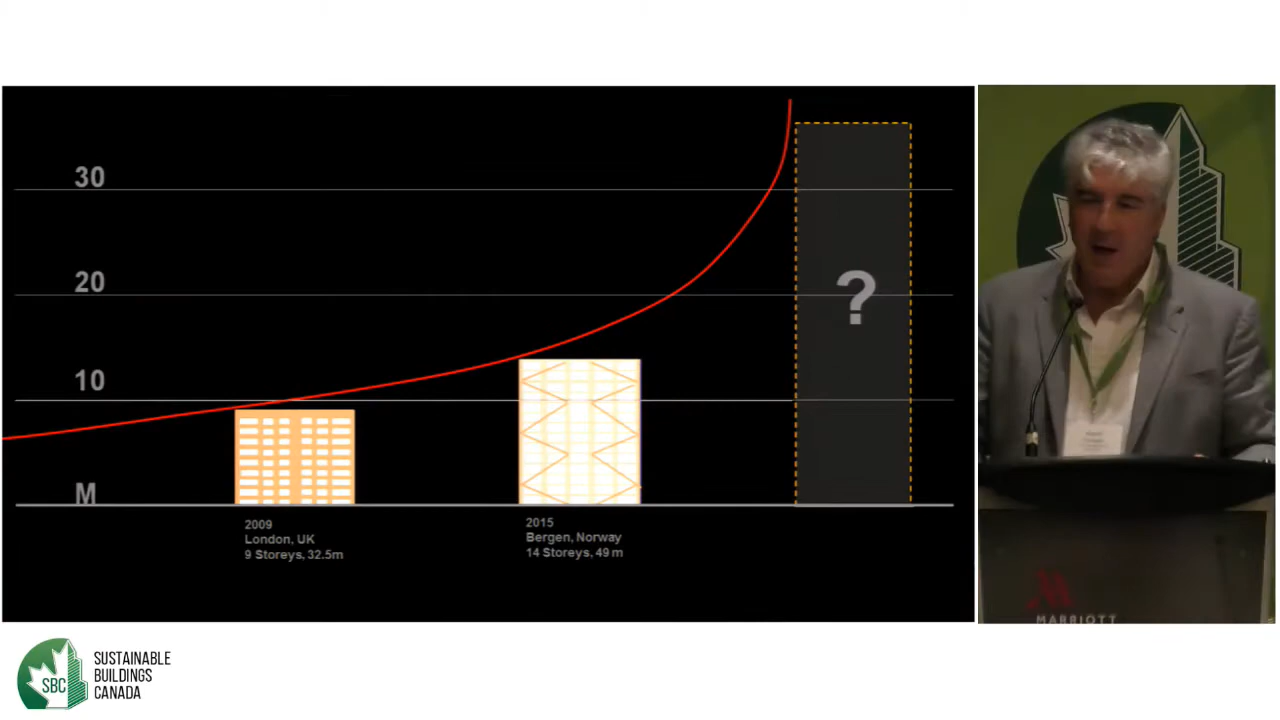 30
20
10
M
?
2009
London, UK
9 Storeys, 32.5m
2015
Bergen, Norway
14 Storeys, 49 m
MARRIOTT
SBC
SUSTAINABLE
BUILDINGS
CANADA